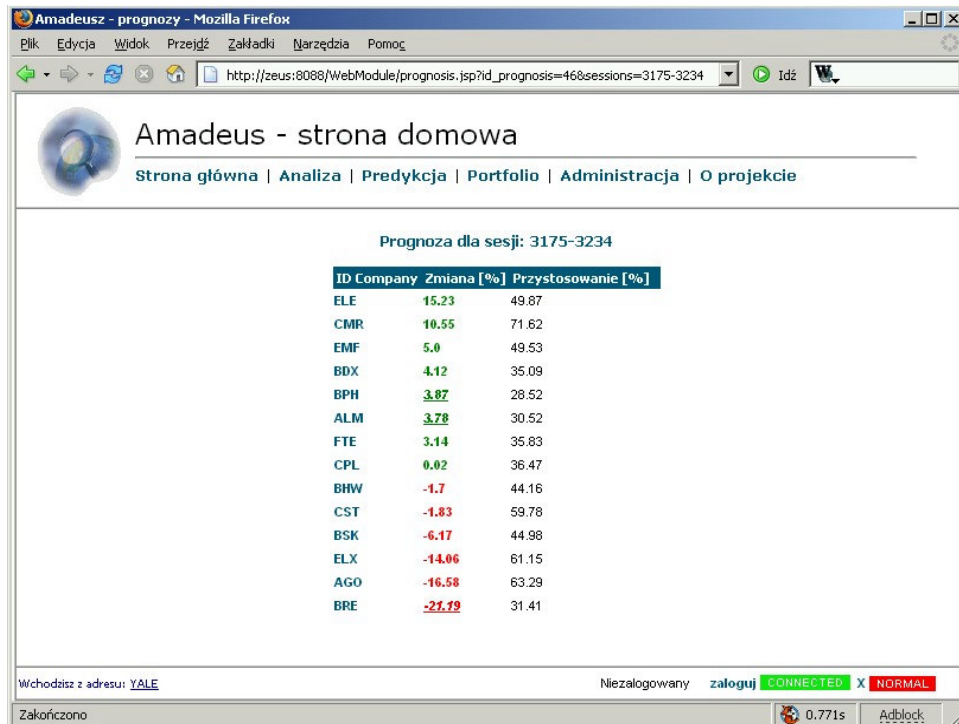 Amadeusz - prognozy - Mozilla Firefox
Plik Edycja Widok Przejdź Zakładki Narzędzia Pomoc
http://zeus:8088/WebModule/prognosis.jsp?id_prognosis=46&sessions=3175-3234 Idź W.
Amadeus - strona domowa
Strona główna | Analiza | Predykcja | Portfolio | Administracja | O projekcie
Prognoza dla sesji: 3175-3234
ID Company Zmiana [%] Przystosowanie [%]
ELE 15.23 49.87
CMR 10.55 71.62
EMF 5.0 49.53
BDX 4.12 35.09
BPH 3.87 28.52
ALM 3.78 30.52
FTE 3.14 35.83
CPL 0.02 36.47
BHW -1.7 44.16
CST -1.83 59.78
BSK -6.17 44.98
ELX -14.06 61.15
AGO -16.58 63.29
BRE -21.19 31.41
Wchodzisz z adresu: YALE Niezalogowany zaloguj CONNECTED X NORMAL
Zakończono 0.771s Adblock